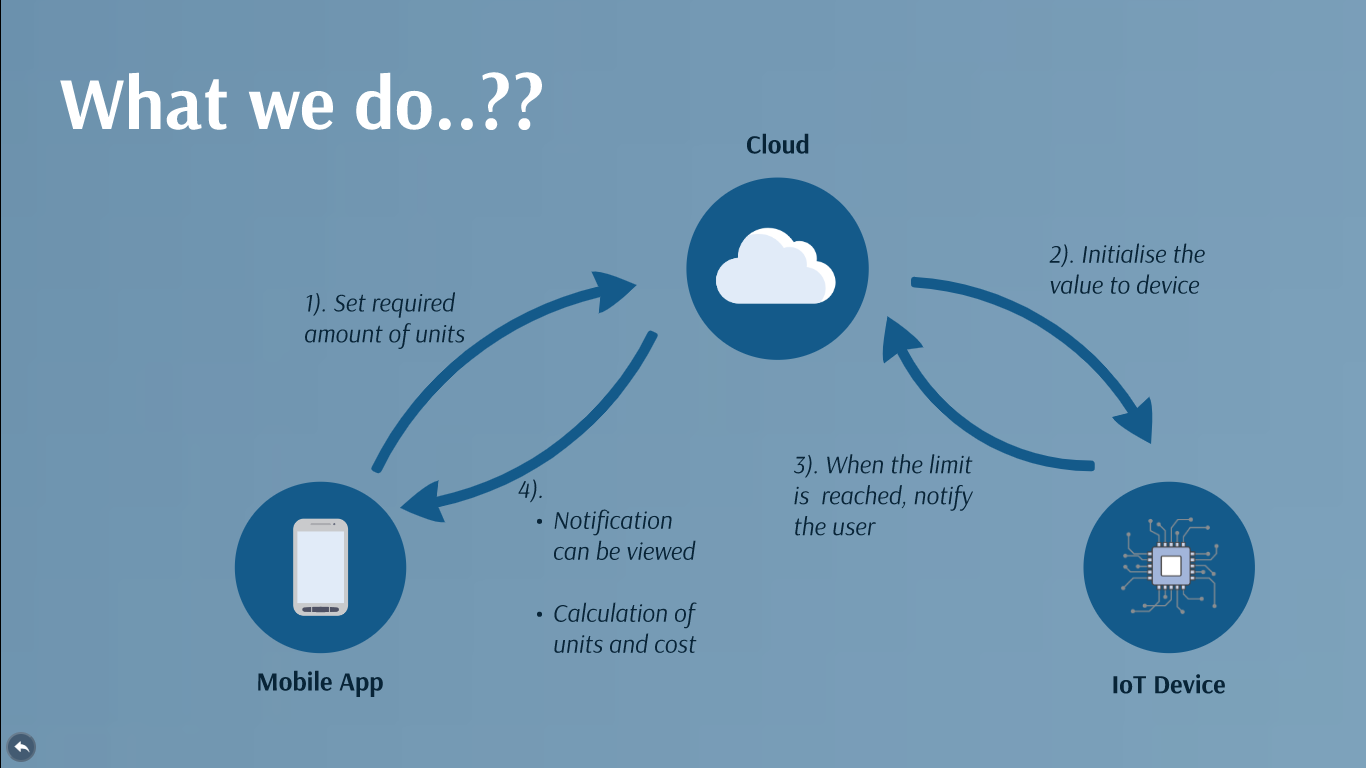 What we do..??
Cloud
2). Initialise the
value to device
1). Set required
amount of units
3). When the limit
is  reached, notify
the user
4).
• Notification
can be viewed
• Calculation of
units and cost
Mobile App
IoT Device